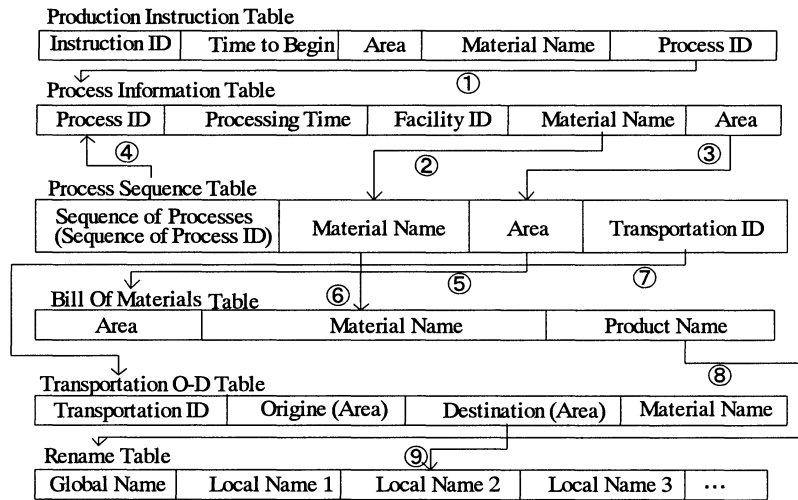 Production Instruction Table
Instruction ID Time to Begin Area Material Name Process ID
①
Process Information Table
Process ID Processing Time Facility ID Material Name Area
④ ② ③
Process Sequence Table
Sequence of Processes
(Sequence of Process ID) Material Name Area Transportation ID
⑥ ⑤ ⑦
Bill Of Materials Table
Area Material Name Product Name
⑧
Transportation O-D Table
Transportation ID Origine (Area) Destination (Area) Material Name
Rename Table ⑨
Global Name Local Name 1 Local Name 2 Local Name 3 ···